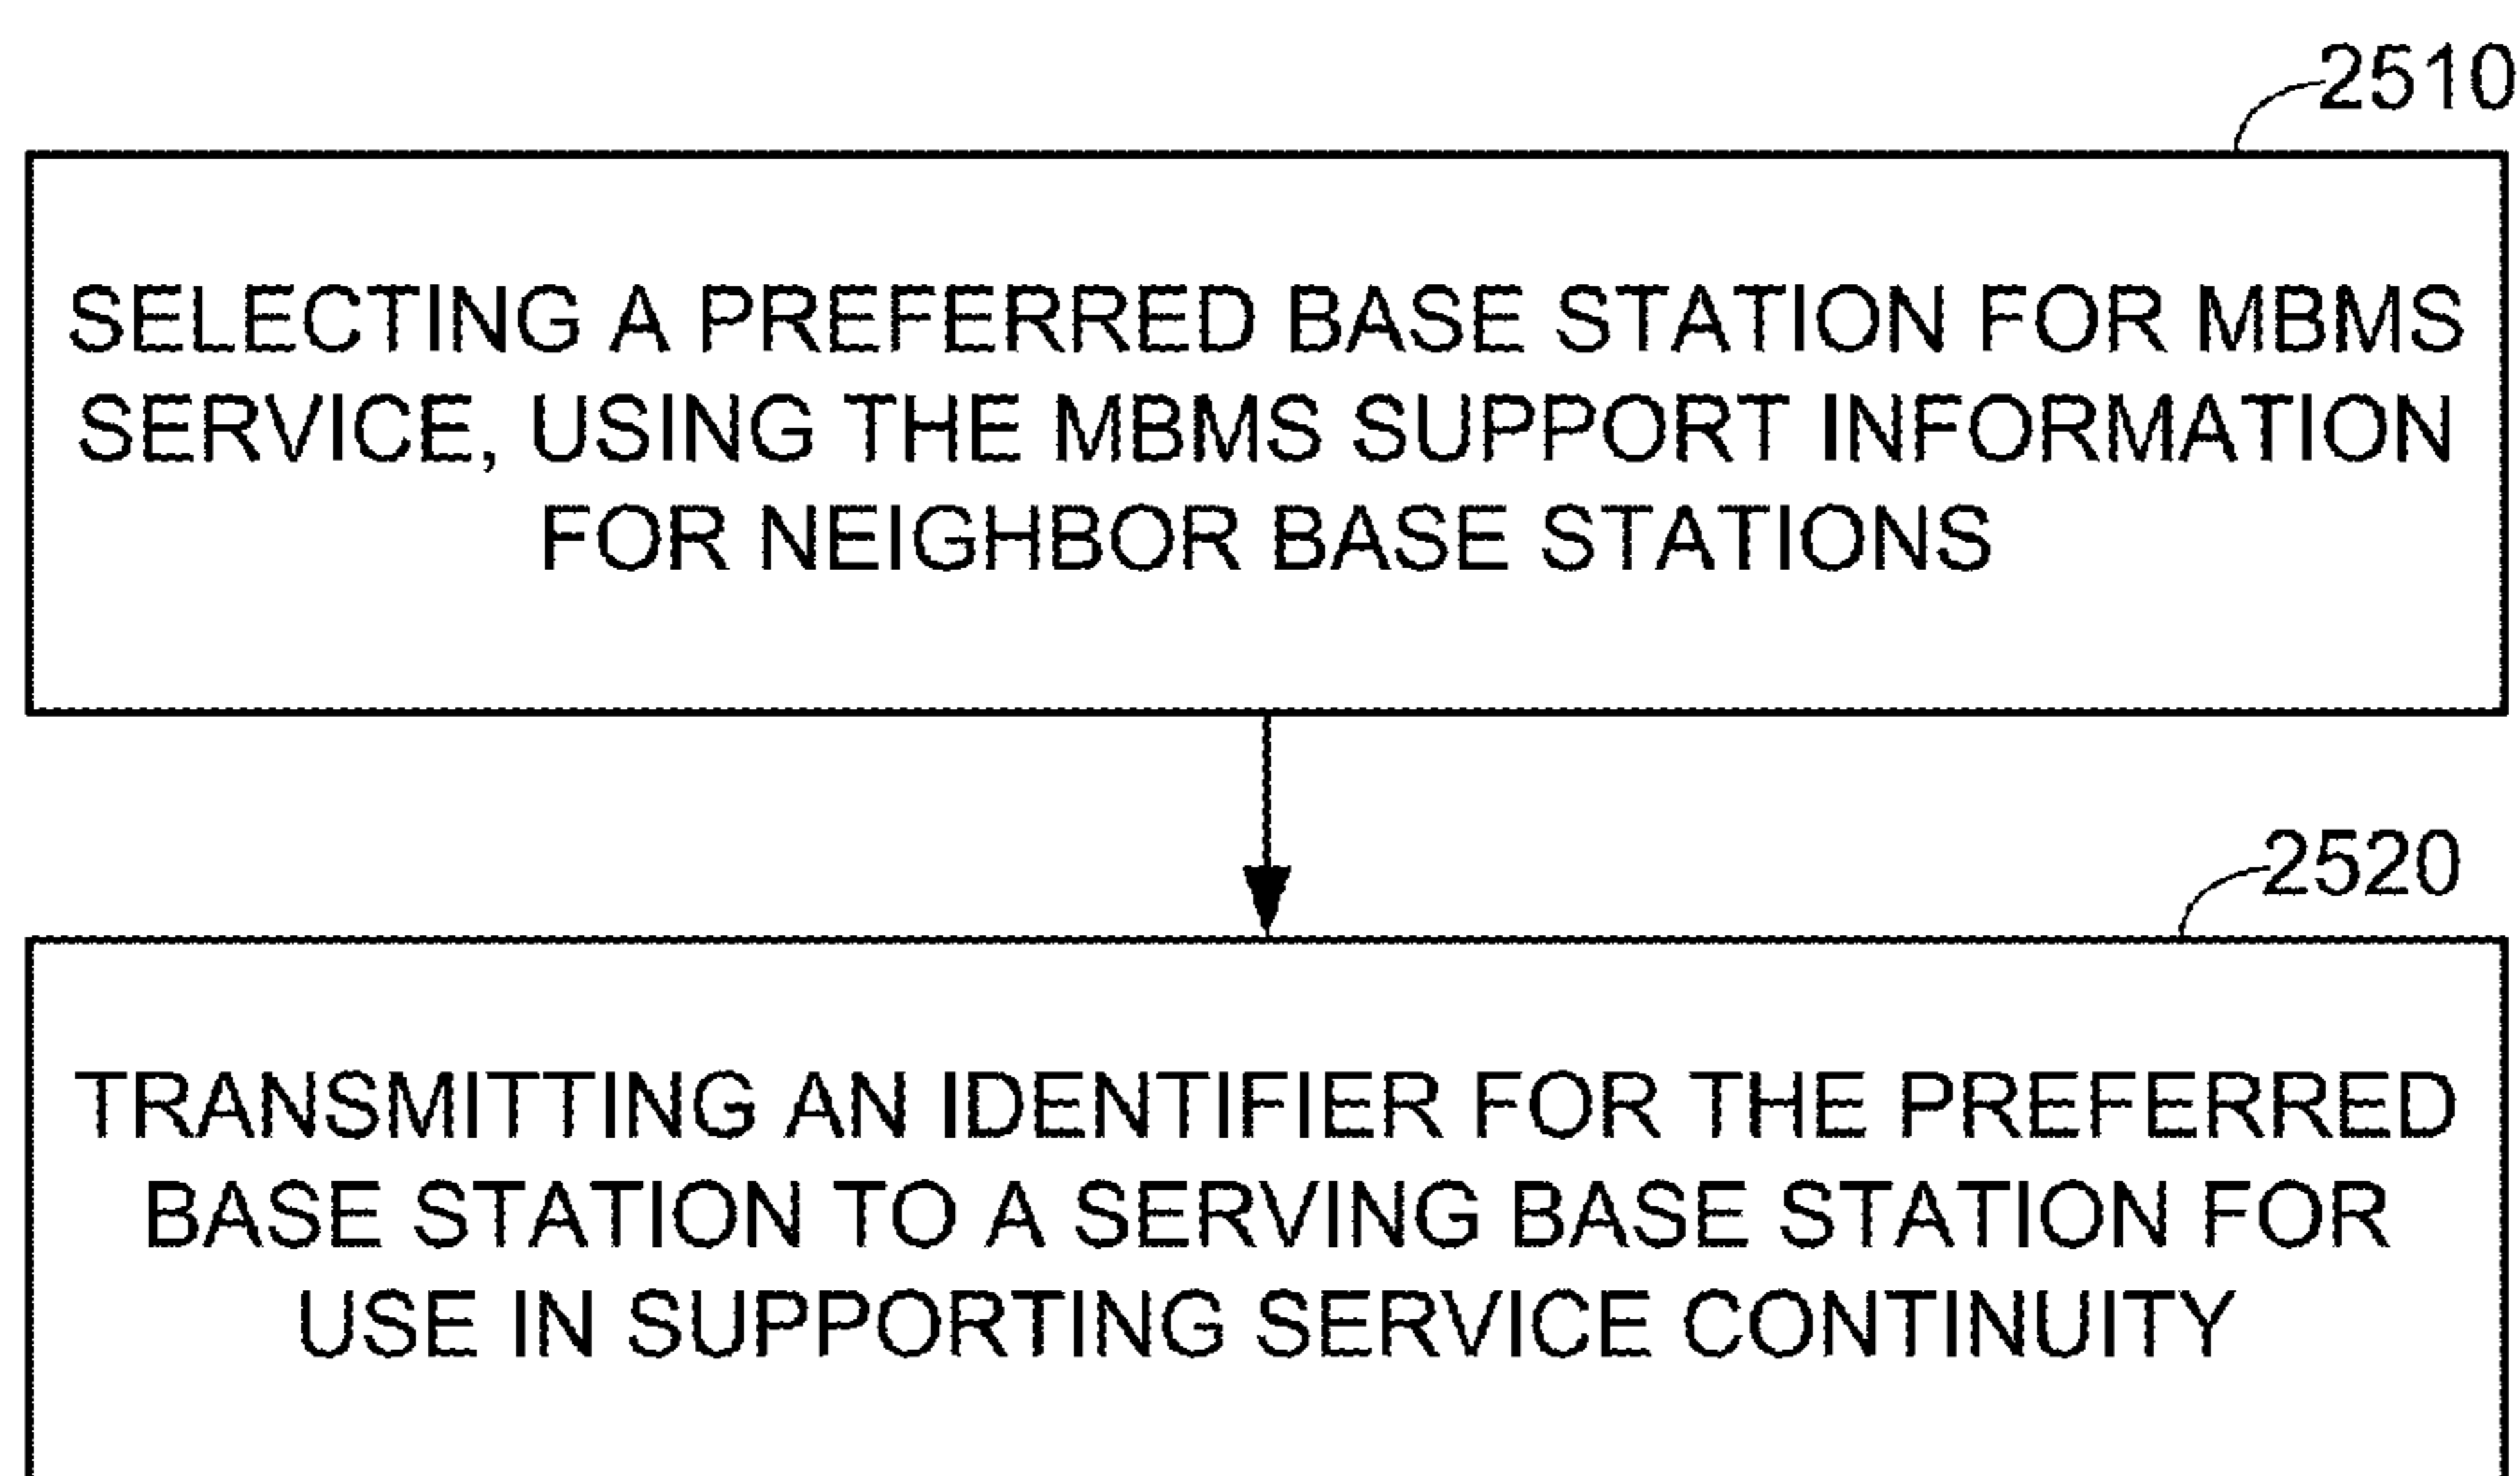 2510
SELECTING A PREFERRED BASE STATION FOR MBMS
SERVICE, USING THE MBMS SUPPORT INFORMATION
FOR NEIGHBOR BASE STATIONS
2520
TRANSMITTING AN IDENTIFIER FOR THE PREFERRED
BASE STATION TO A SERVING BASE STATION FOR
USE IN SUPPORTING SERVICE CONTINUITY